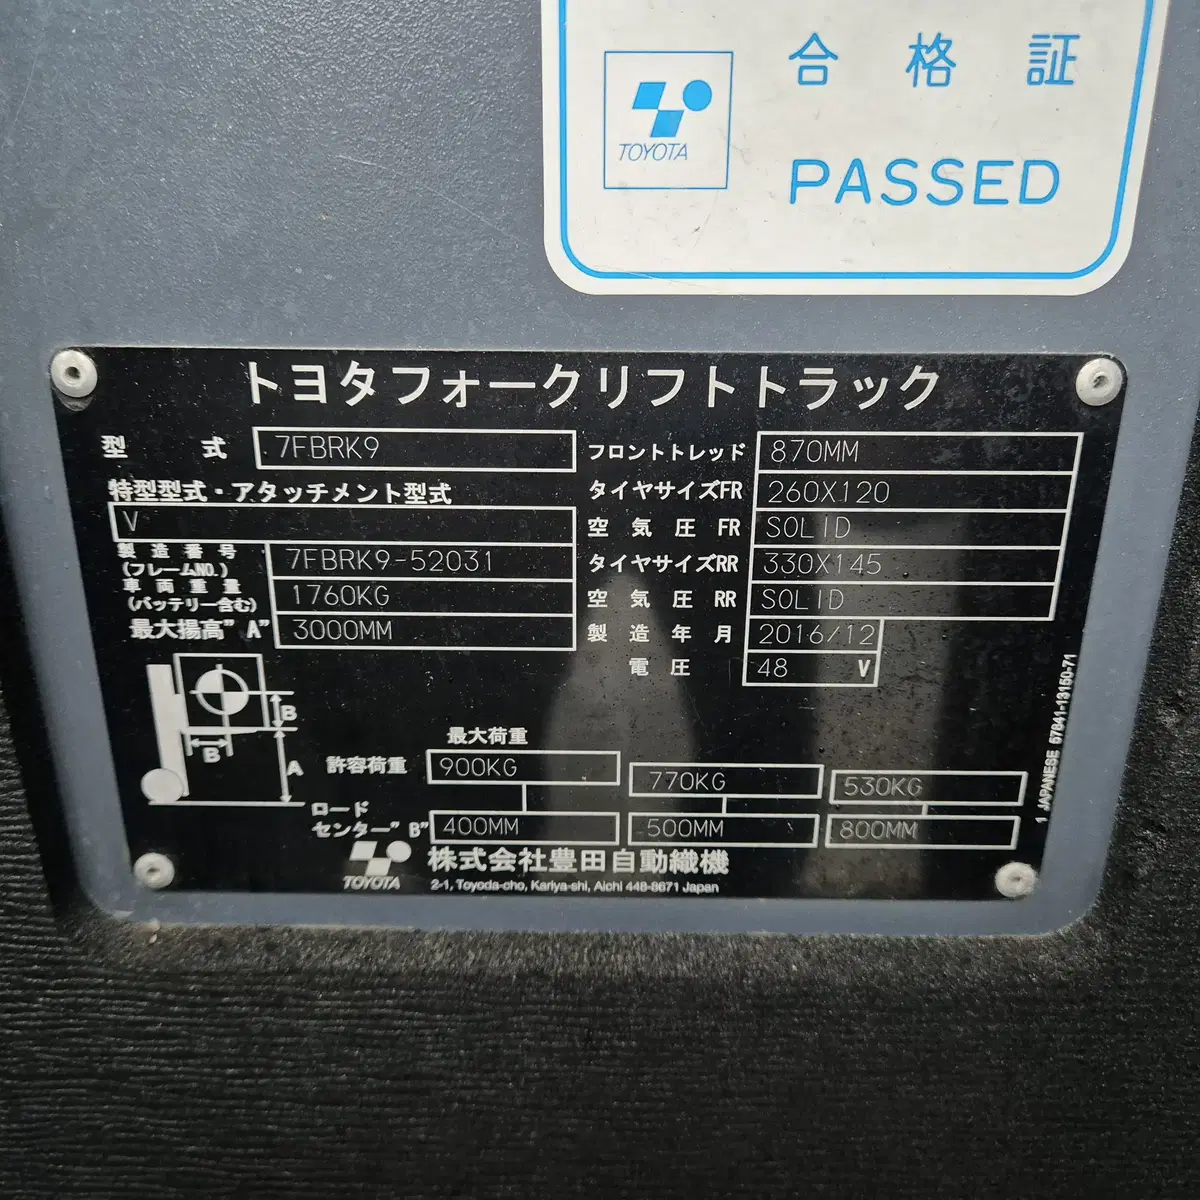 合格証
TOYOTA
PASSED
トヨタフォークリフトトラック
型式 7FBRK9
特型型式・アタッチメント型式
V
製造番号
(フレームNO.) 7FBRK9-52031
車両重量
(バッテリー含む) 1760KG
最大揚高"A" 3000MM
フロントトレッド 870MM
タイヤサイズFR 260X120
空気圧 FR SOLID
タイヤサイズRR 330X145
空気圧 RR SOLID
製造年月 2016/12
電圧 48 V
B
B
A
最大荷重
許容荷重 900KG 770KG 530KG
ロード
センター"B" 400MM 500MM 800MM
TOYOTA 株式会社豊田自動織機
2-1, Toyoda-cho, Kariya-shi, Aichi 448-8671 Japan
1 JAPANESE 57841-13150-71